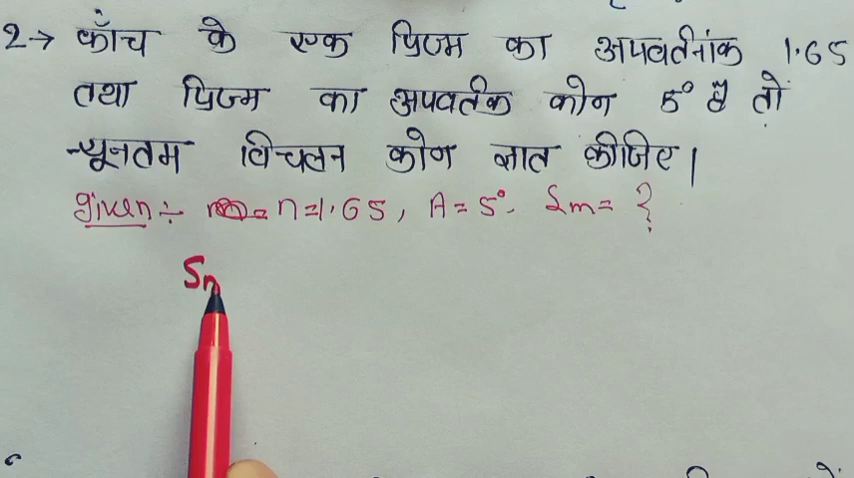 2→ काँच के एक प्रिज्म का अपवर्तनांक 1.65
तथा प्रिज्म का अपवर्तक कोण 5° है तो
न्यूनतम विचलन कोण ज्ञात कीजिए।
given÷ n=1.65, A=5°, δm=?
δm